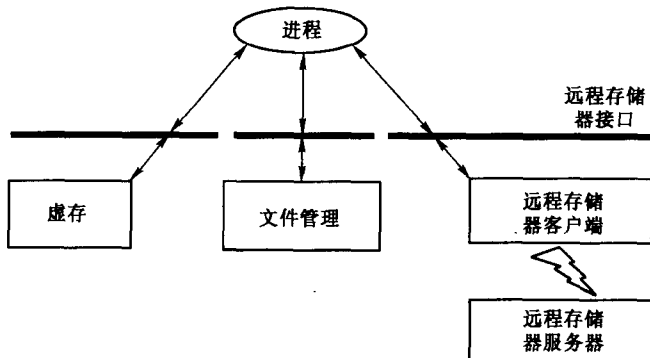 进程
远程存储
器接口
虚存
文件管理
远程存储
器客户端
远程存储
器服务器